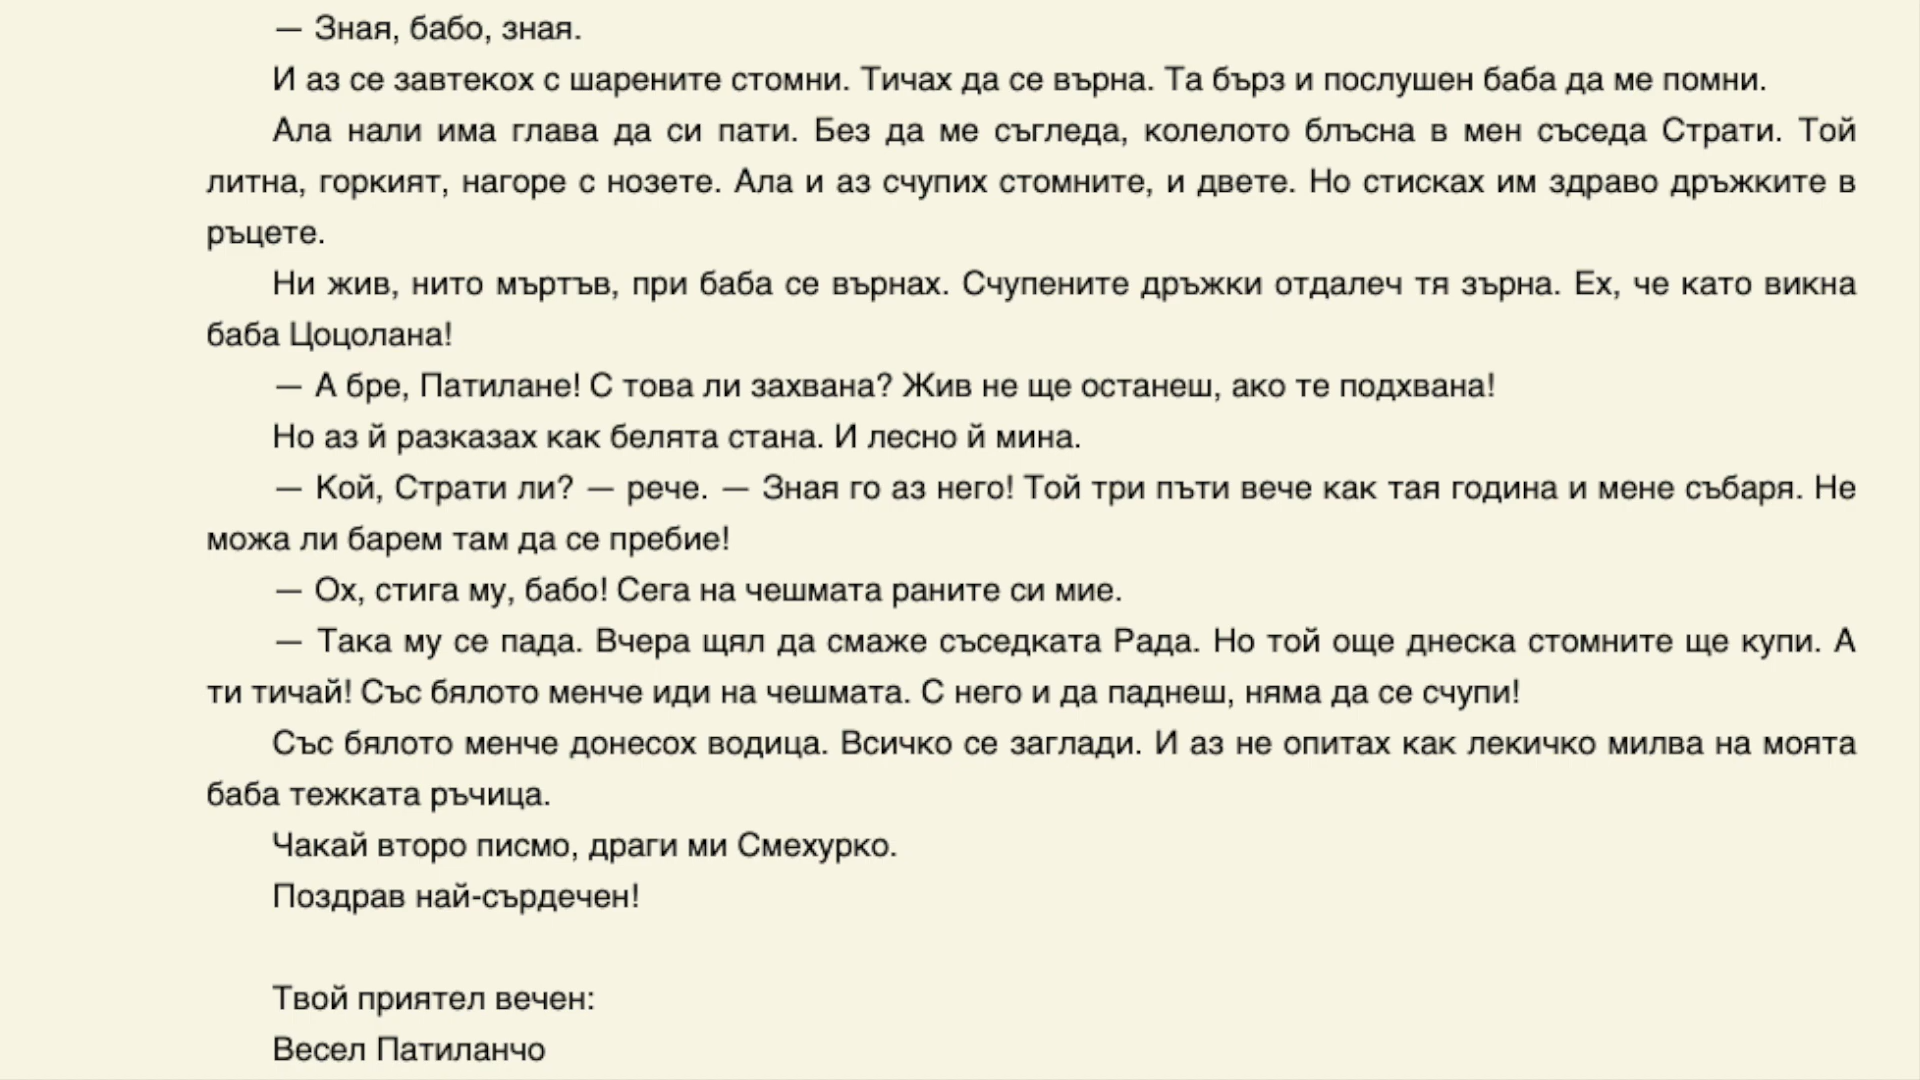 — Зная, бабо, зная.
И аз се завтекох с шарените стомни. Тичах да се върна. Та бърз и послушен баба да ме помни.
Ала нали има глава да си пати. Без да ме съгледа, колелото блъсна в мен съседа Страти. Той
литна, горкият, нагоре с нозете. Ала и аз счупих стомните, и двете. Но стисках им здраво дръжките в
ръцете.
Ни жив, нито мъртъв, при баба се върнах. Счупените дръжки отдалеч тя зърна. Ех, че като викна
баба Цоцолана!
— А бре, Патилане! С това ли захвана? Жив не ще останеш, ако те подхвана!
Но аз й разказах как белята стана. И лесно й мина.
— Кой, Страти ли? — рече. — Зная го аз него! Той три пъти вече как тая година и мене събаря. Не
можа ли барем там да се пребие!
— Ох, стига му, бабо! Сега на чешмата раните си мие.
— Така му се пада. Вчера щял да смаже съседката Рада. Но той още днеска стомните ще купи. А
ти тичай! Със бялото менче иди на чешмата. С него и да паднеш, няма да се счупи!
Със бялото менче донесох водица. Всичко се заглади. И аз не опитах как лекичко милва на моята
баба тежката ръчица.
Чакай второ писмо, драги ми Смехурко.
Поздрав най-сърдечен!
Твой приятел вечен:
Весел Патиланчо